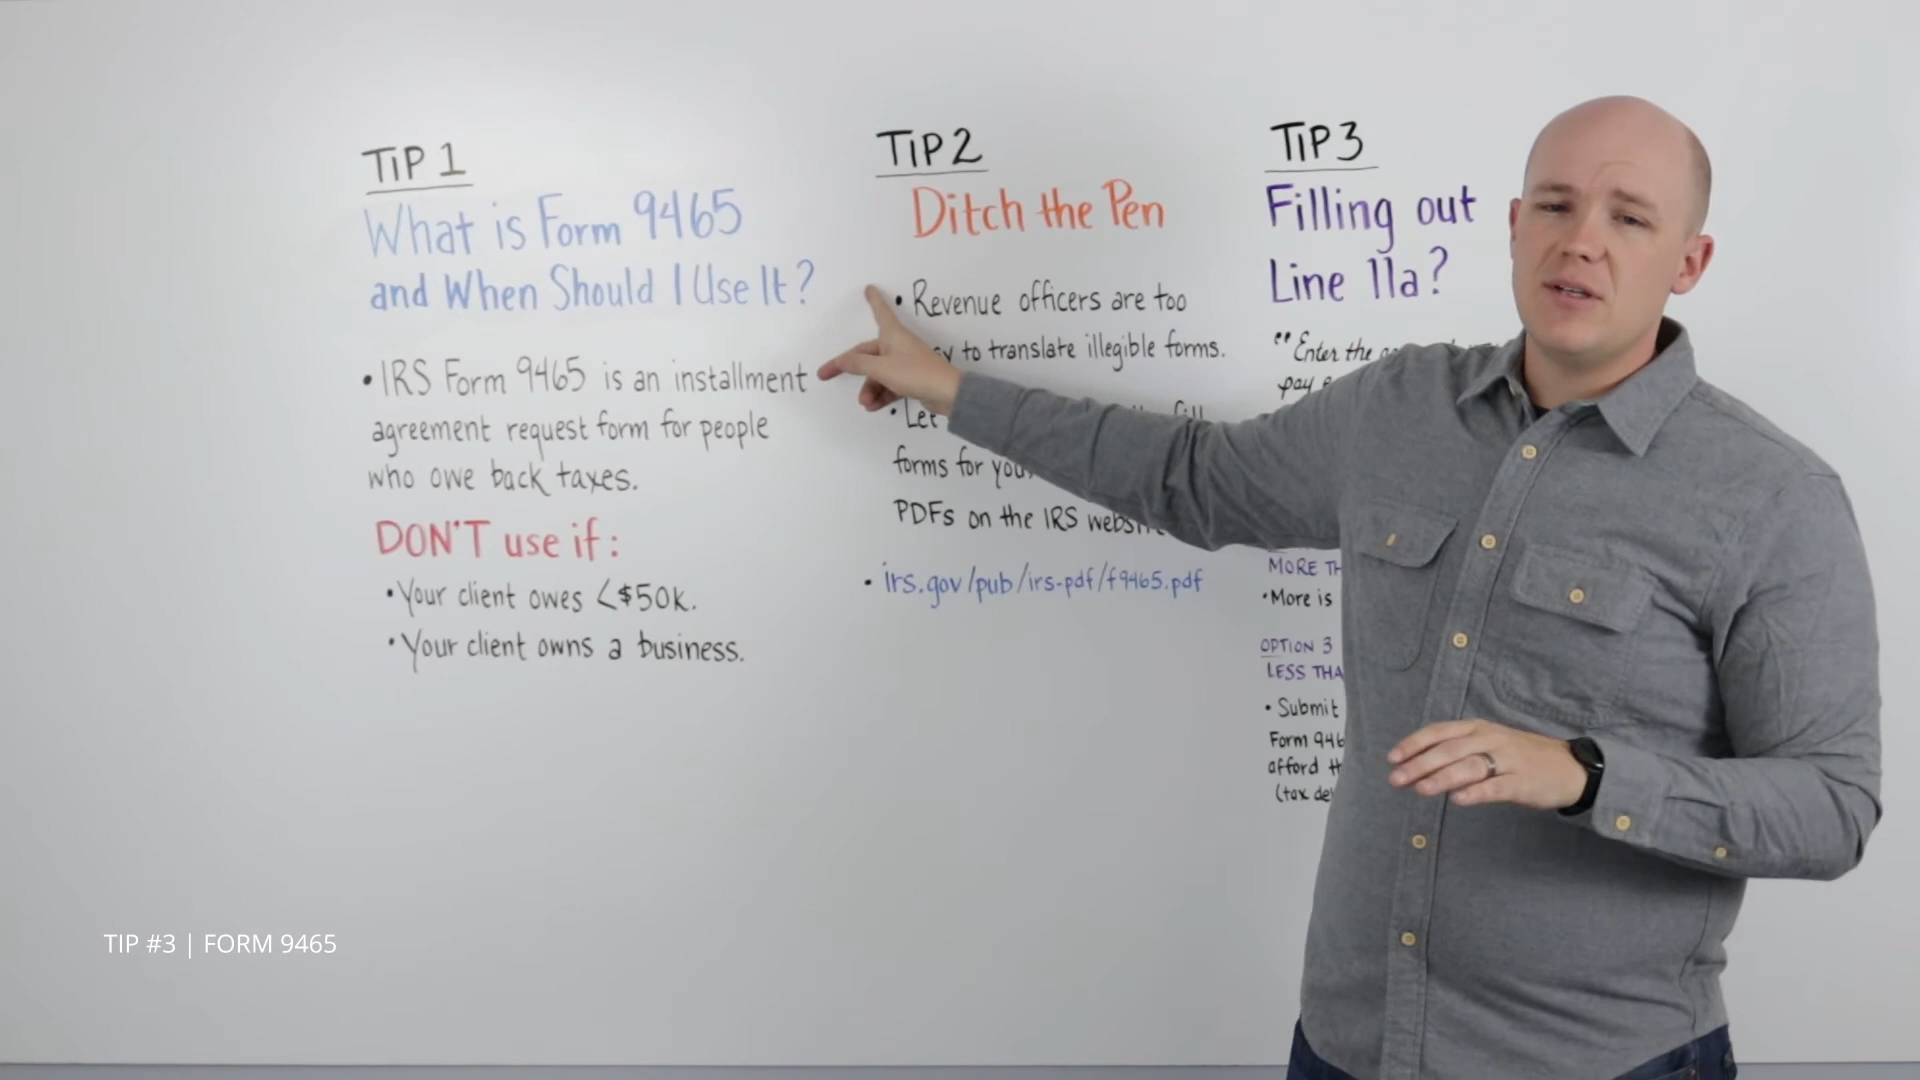 TIP 1
What is Form 9465
and When Should I Use It?
• IRS Form 9465 is an installment
agreement request form for people
who owe back taxes.
DON'T use if:
• Your client owes <$50k.
• Your client owns a business.
TIP 2
Ditch the Pen
• Revenue officers are too
to translate illegible forms.
• Let
forms for you
PDFs on the IRS
• irs.gov/pub/irs-pdf/f9465.pdf
TIP 3
Filling out
Line 11a?
"Enter the
pay
MORE
• More is
OPTION 3
LESS
• Submit
Form
afford
(tax
TIP #3 | FORM 9465